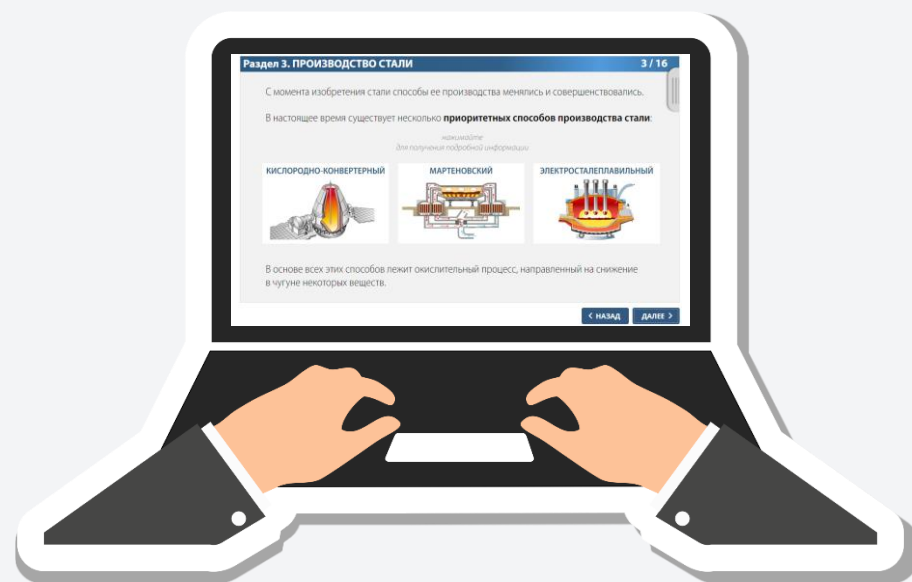 Раздел 3. ПРОИЗВОДСТВО СТАЛИ 3 / 16
С момента изобретения стали способы ее производства менялись и совершенствовались.
В настоящее время существует несколько приоритетных способов производства стали:
нажимайте
для получения подробной информации
КИСЛОРОДНО-КОНВЕРТЕРНЫЙ МАРТЕНОВСКИЙ ЭЛЕКТРОСТАЛЕПЛАВИЛЬНЫЙ
В основе всех этих способов лежит окислительный процесс, направленный на снижение
в чугуне некоторых веществ.
< НАЗАД ДАЛЕЕ >